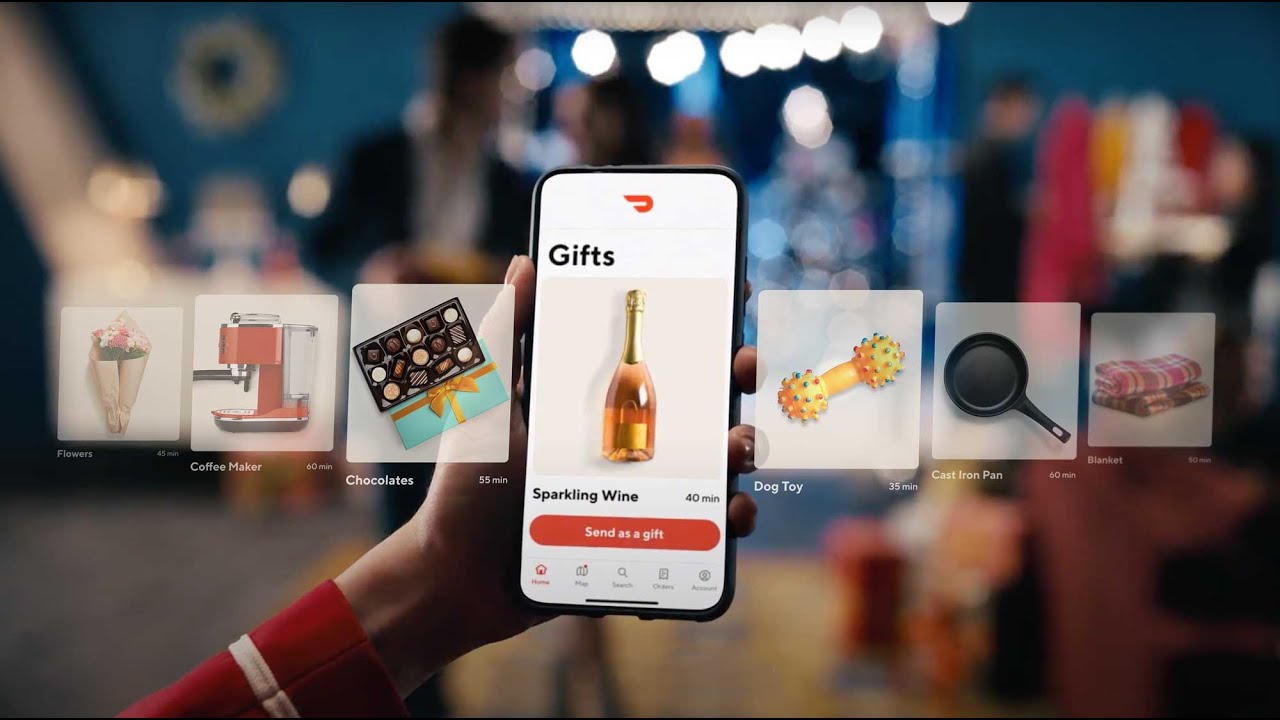 Gifts
Flowers 45 min
Coffee Maker 60 min
Chocolates 55 min
Sparkling Wine 40 min
Dog Toy 35 min
Cast Iron Pan 60 min
Blanket 50 min
Send as a gift
Home Map Search Orders Account